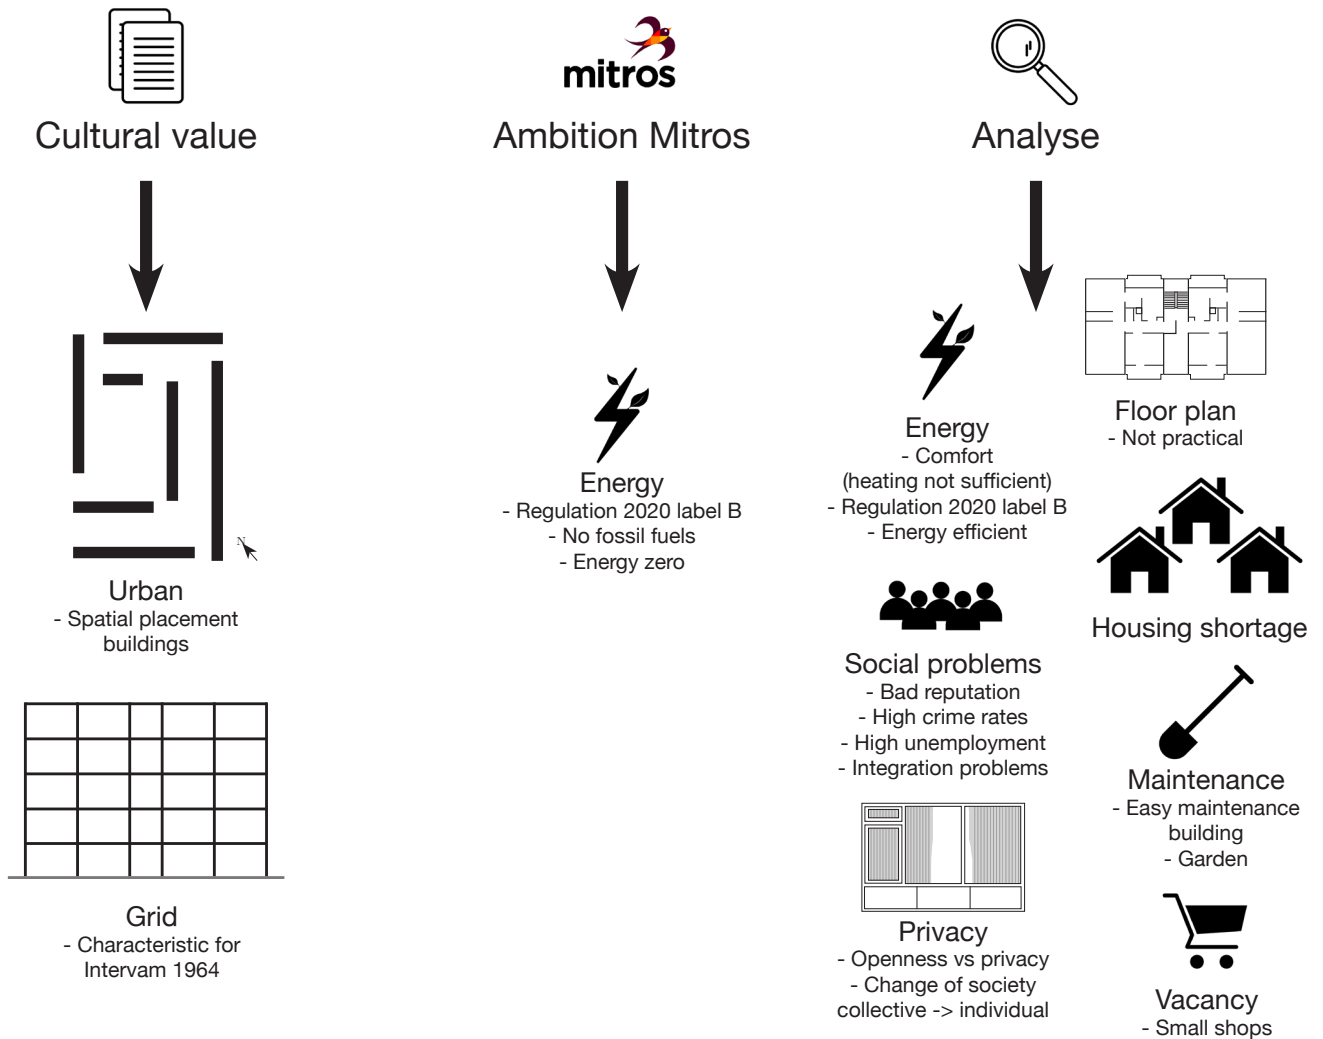 Cultural value
N
Urban
- Spatial placement
buildings
Grid
- Characteristic for
Intervam 1964
mitros
Ambition Mitros
Energy
- Regulation 2020 label B
- No fossil fuels
- Energy zero
Analyse
Energy
- Comfort
(heating not sufficient)
- Regulation 2020 label B
- Energy efficient
Social problems
- Bad reputation
- High crime rates
- High unemployment
- Integration problems
Privacy
- Openness vs privacy
- Change of society
collective -> individual
Floor plan
- Not practical
Housing shortage
Maintenance
- Easy maintenance
building
- Garden
Vacancy
- Small shops